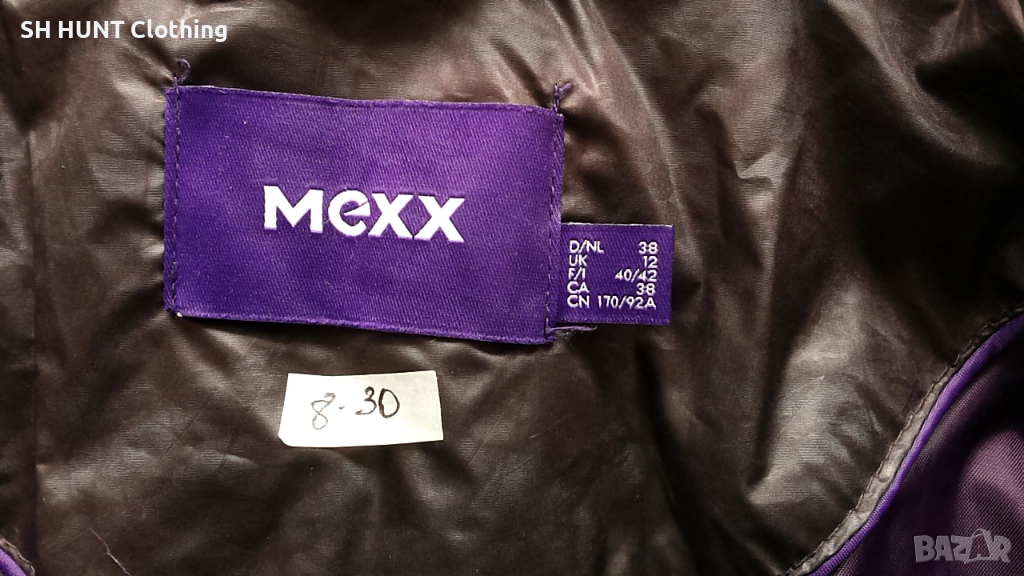 SH HUNT Clothing
Mexx
D/NL 38
UK 12
F/I 40/42
CA 38
CN 170/92A
8-30
BAZAR